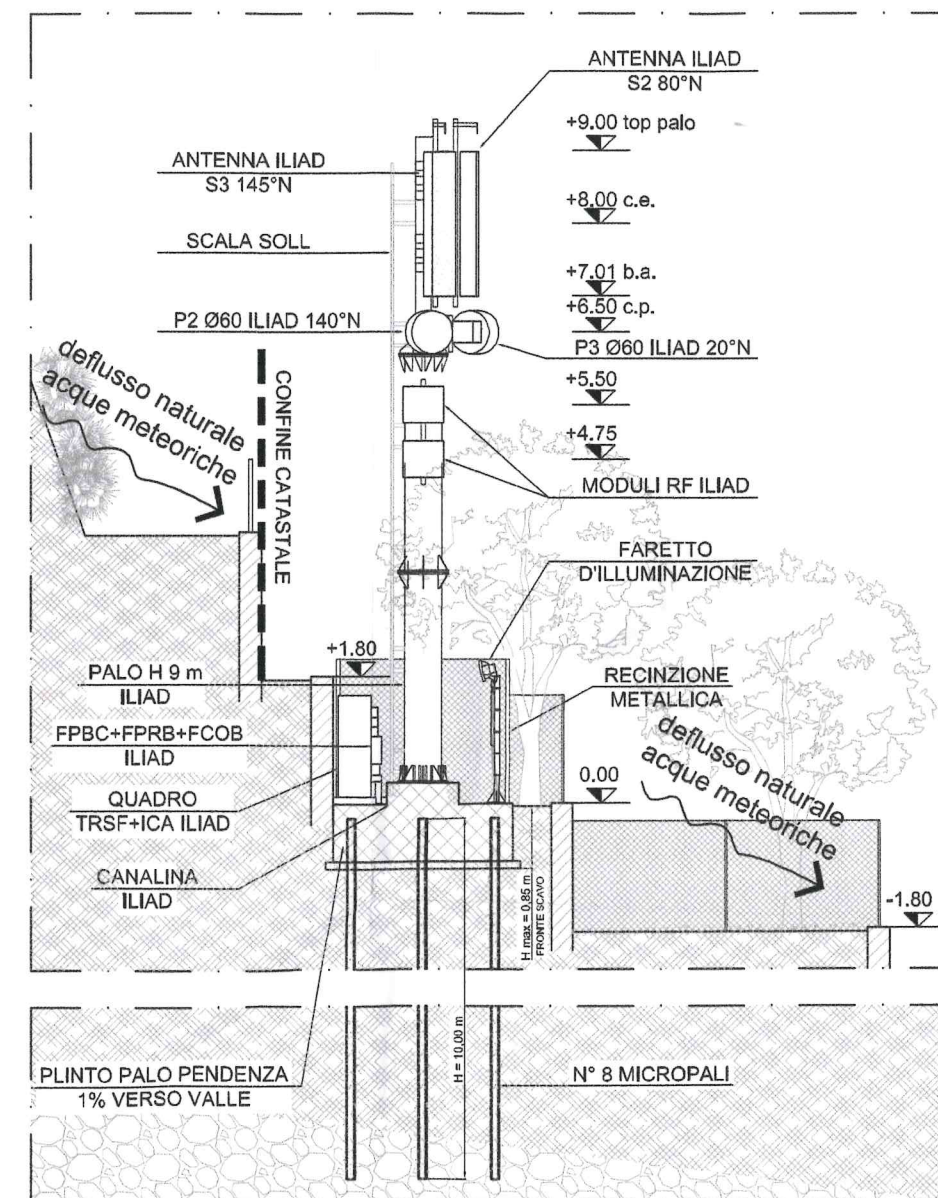 ANTENNA ILIAD
S2 80°N
+9.00 top palo
ANTENNA ILIAD
S3 145°N
+8.00 c.e.
SCALA SOLL
+7.01 b.a.
+6.50 c.p.
P2 Ø60 ILIAD 140°N
P3 Ø60 ILIAD 20°N
deflusso naturale
acque meteoriche
CONFINE CATASTALE
+5.50
+4.75
MODULI RF ILIAD
FARETTO
D'ILLUMINAZIONE
+1.80
PALO H 9 m
ILIAD
RECINZIONE
METALLICA
FPBC+FPRB+FCOB
ILIAD
deflusso naturale
acque meteoriche
QUADRO
TRSF+ICA ILIAD
0.00
CANALINA
ILIAD
H max = 0.85 m
FRONTE SCAVO
-1.80
H = 10.00 m
PLINTO PALO PENDENZA
1% VERSO VALLE
N° 8 MICROPALI